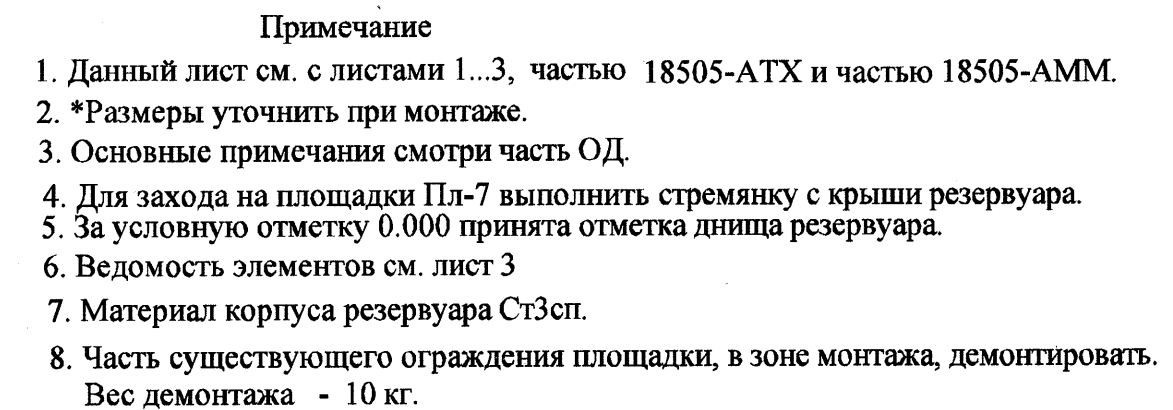 Примечание
1. Данный лист см. с листами 1...3, частью 18505-АТХ и частью 18505-АММ.
2. *Размеры уточнить при монтаже.
3. Основные примечания смотри часть ОД.
4. Для захода на площадки Пл-7 выполнить стремянку с крыши резервуара.
5. За условную отметку 0.000 принята отметка днища резервуара.
6. Ведомость элементов см. лист 3
7. Материал корпуса резервуара Ст3сп.
8. Часть существующего ограждения площадки, в зоне монтажа, демонтировать.
Вес демонтажа - 10 кг.